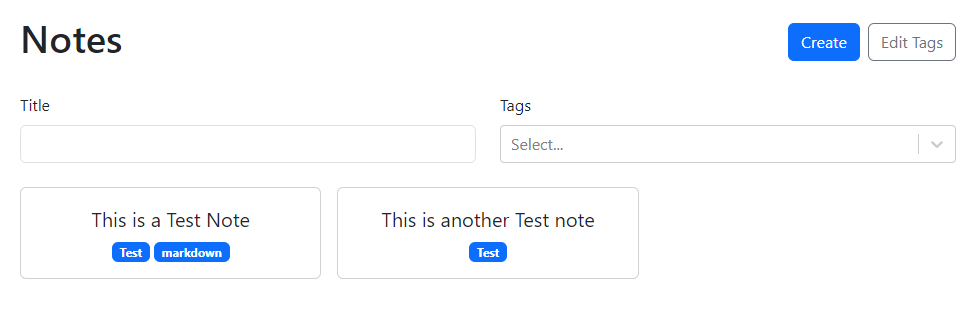 Notes
Create Edit Tags
Title
Tags
Select...
This is a Test Note
Test markdown
This is another Test note
Test